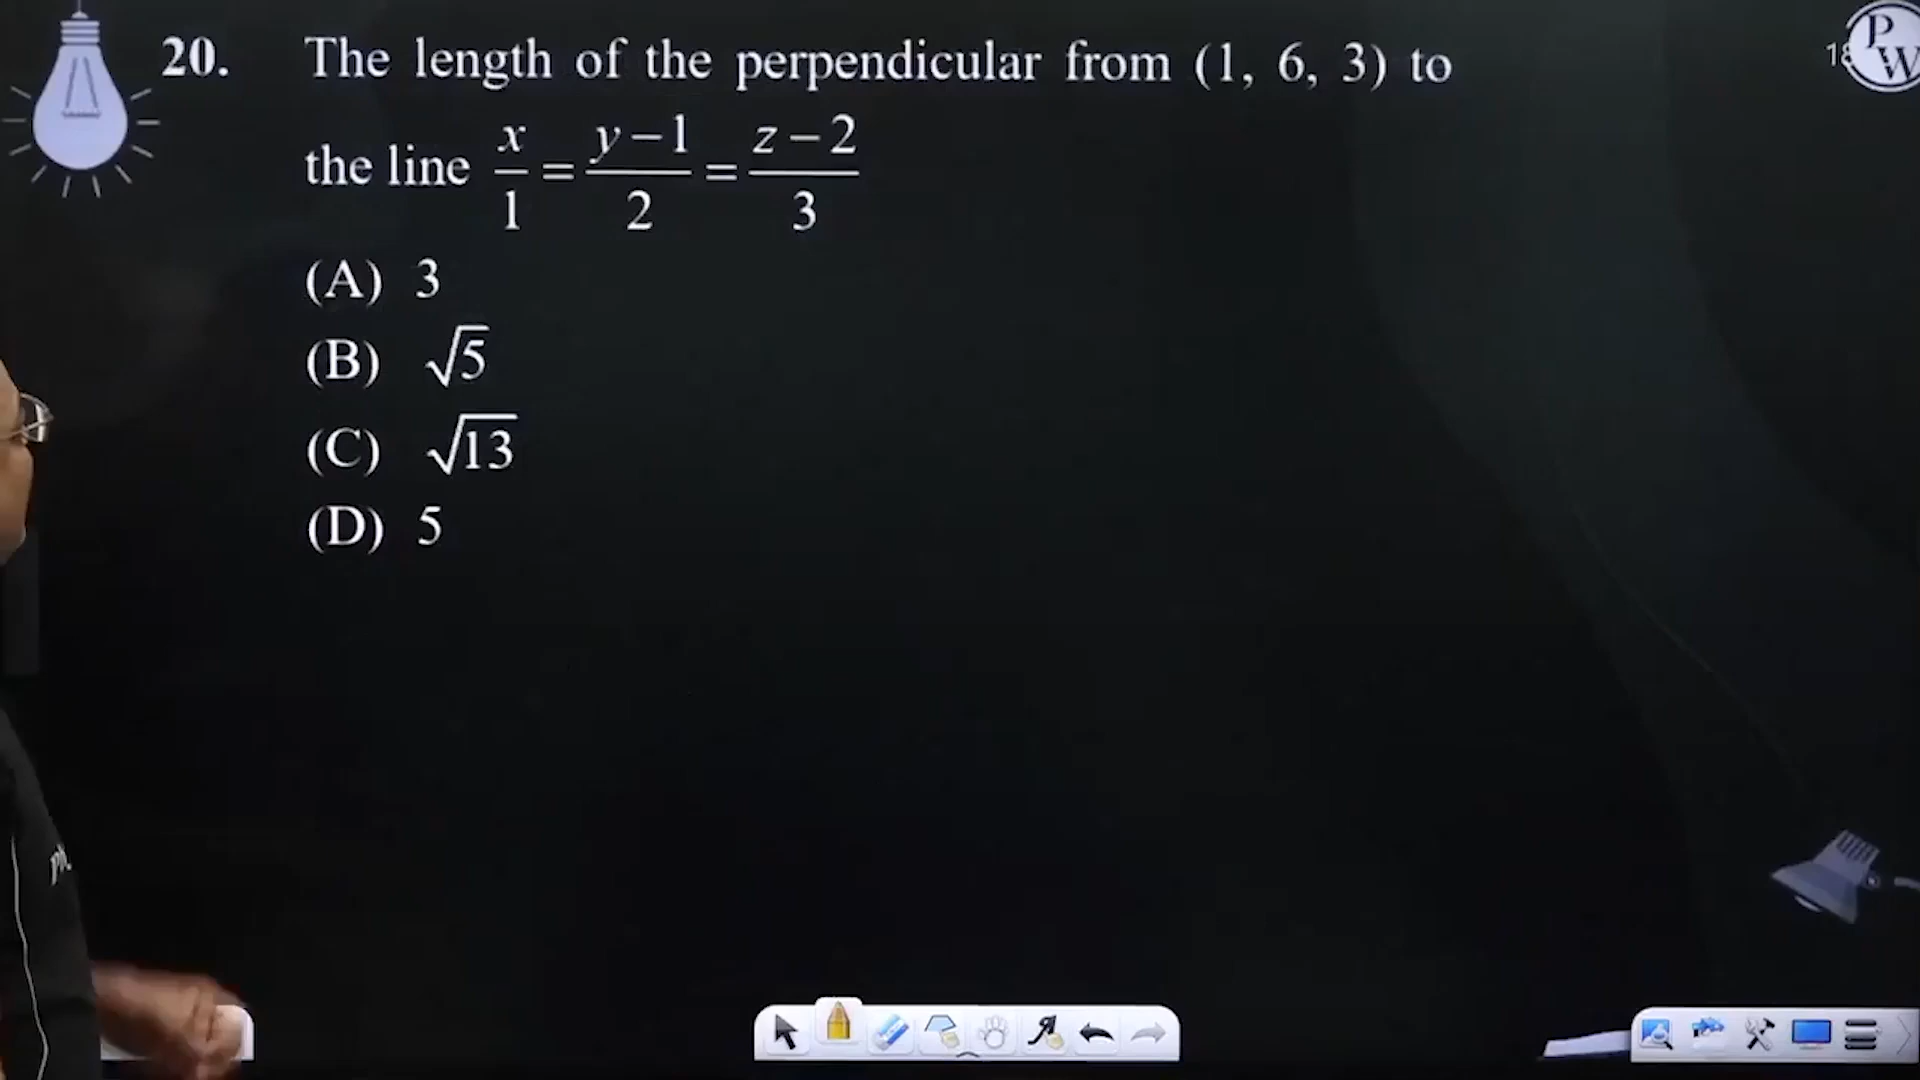 20. The length of the perpendicular from (1, 6, 3) to
the line x/1 = y−1/2 = z−2/3
(A) 3
(B) √5
(C) √13
(D) 5
PW